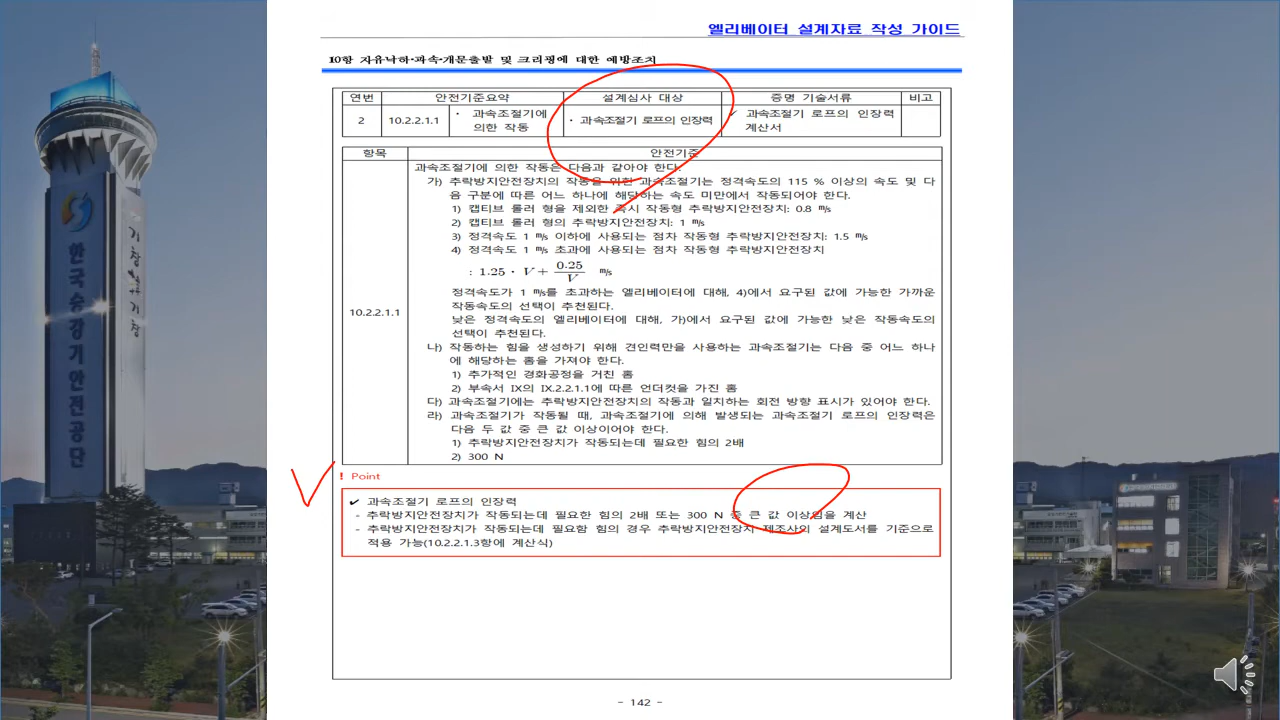 엘리베이터 설계자료 작성 가이드
10항 자유낙하·과속·개문출발 및 크리핑에 대한 예방조치
연번 안전기준요약 설계심사 대상 증명 기술서류 비고
2 10.2.2.1.1 · 과속조절기에 의한 작동 · 과속조절기 로프의 인장력 ✓ 과속조절기 로프의 인장력 계산서
항목 안전기준
10.2.2.1.1
과속조절기에 의한 작동은 다음과 같아야 한다.
가) 추락방지안전장치의 작동을 위한 과속조절기는 정격속도의 115 % 이상의 속도 및 다
음 구분에 따른 어느 하나에 해당하는 속도 미만에서 작동되어야 한다.
1) 캡티브 롤러 형을 제외한 즉시 작동형 추락방지안전장치: 0.8 ㎧
2) 캡티브 롤러 형의 추락방지안전장치: 1 ㎧
3) 정격속도 1 ㎧ 이하에 사용되는 점차 작동형 추락방지안전장치: 1.5 ㎧
4) 정격속도 1 ㎧ 초과에 사용되는 점차 작동형 추락방지안전장치
: 1.25 · V + 0.25/V ㎧
정격속도가 1 ㎧를 초과하는 엘리베이터에 대해, 4)에서 요구된 값에 가능한 가까운
작동속도의 선택이 추천된다.
낮은 정격속도의 엘리베이터에 대해, 가)에서 요구된 값에 가능한 낮은 작동속도의
선택이 추천된다.
나) 작동하는 힘을 생성하기 위해 견인력만을 사용하는 과속조절기는 다음 중 어느 하나
에 해당하는 홈을 가져야 한다.
1) 추가적인 경화공정을 거친 홈
2) 부속서 IX의 IX.2.2.1.1에 따른 언더컷을 가진 홈
다) 과속조절기에는 추락방지안전장치의 작동과 일치하는 회전 방향 표시가 있어야 한다.
라) 과속조절기가 작동될 때, 과속조절기에 의해 발생되는 과속조절기 로프의 인장력은
다음 두 값 중 큰 값 이상이어야 한다.
1) 추락방지안전장치가 작동되는데 필요한 힘의 2배
2) 300 N
! Point
✔ 과속조절기 로프의 인장력
- 추락방지안전장치가 작동되는데 필요한 힘의 2배 또는 300 N 중 큰 값 이상임을 계산
- 추락방지안전장치가 작동되는데 필요함 힘의 경우 추락방지안전장치 제조사의 설계도서를 기준으로
적용 가능(10.2.2.1.3항에 계산식)
- 142 -
한국승강기안전공단